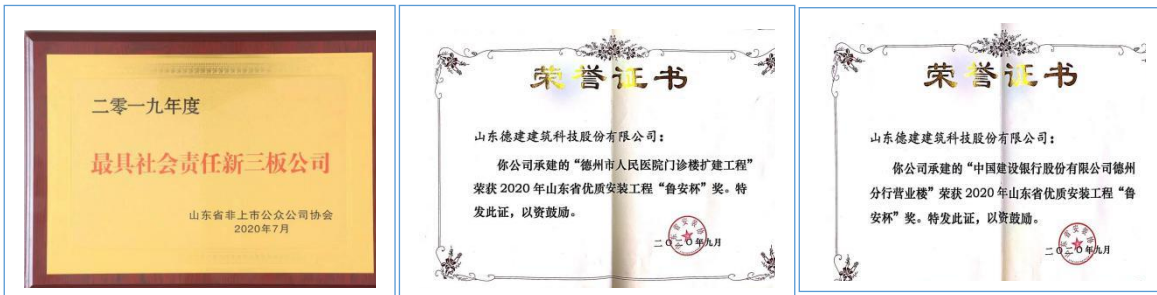 二零一九年度
最具社会责任新三板公司
山东省非上市公众公司协会
2020年7月
荣誉证书
山东德建建筑科技股份有限公司：
你公司承建的“德州市人民医院门诊楼扩建工程”
荣获2020年山东省优质安装工程“鲁安杯”奖。特
发此证，以资鼓励。
二〇二〇年九月
荣誉证书
山东德建建筑科技股份有限公司：
你公司承建的“中国建设银行股份有限公司德州
分行营业楼”荣获2020年山东省优质安装工程“鲁
安杯”奖。特发此证，以资鼓励。
二〇二〇年九月